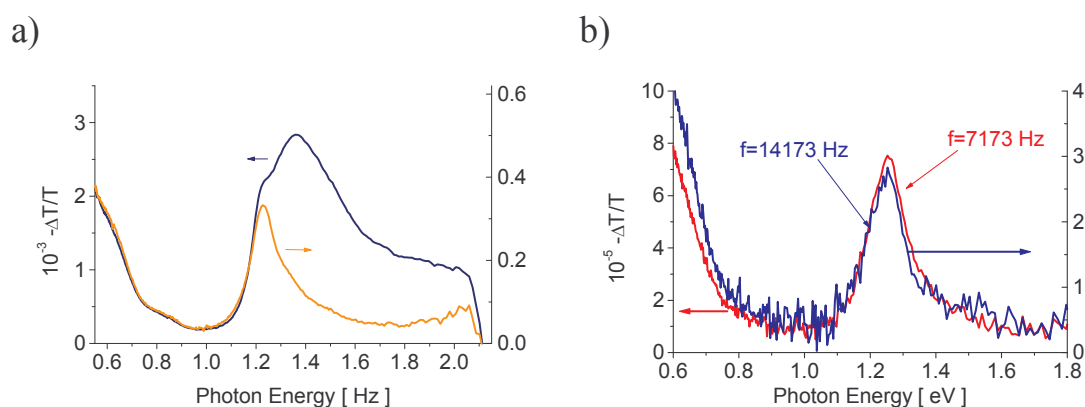 a)
b)
10⁻³ -ΔT/T
3
2
1
0
0.6
0.4
0.2
0.0
0.6 0.8 1.0 1.2 1.4 1.6 1.8 2.0
Photon Energy [ Hz ]
10⁻⁵ -ΔT/T
10
8
6
4
2
0
f=14173 Hz
f=7173 Hz
4
3
2
1
0
0.6 0.8 1.0 1.2 1.4 1.6 1.8
Photon Energy [ eV ]